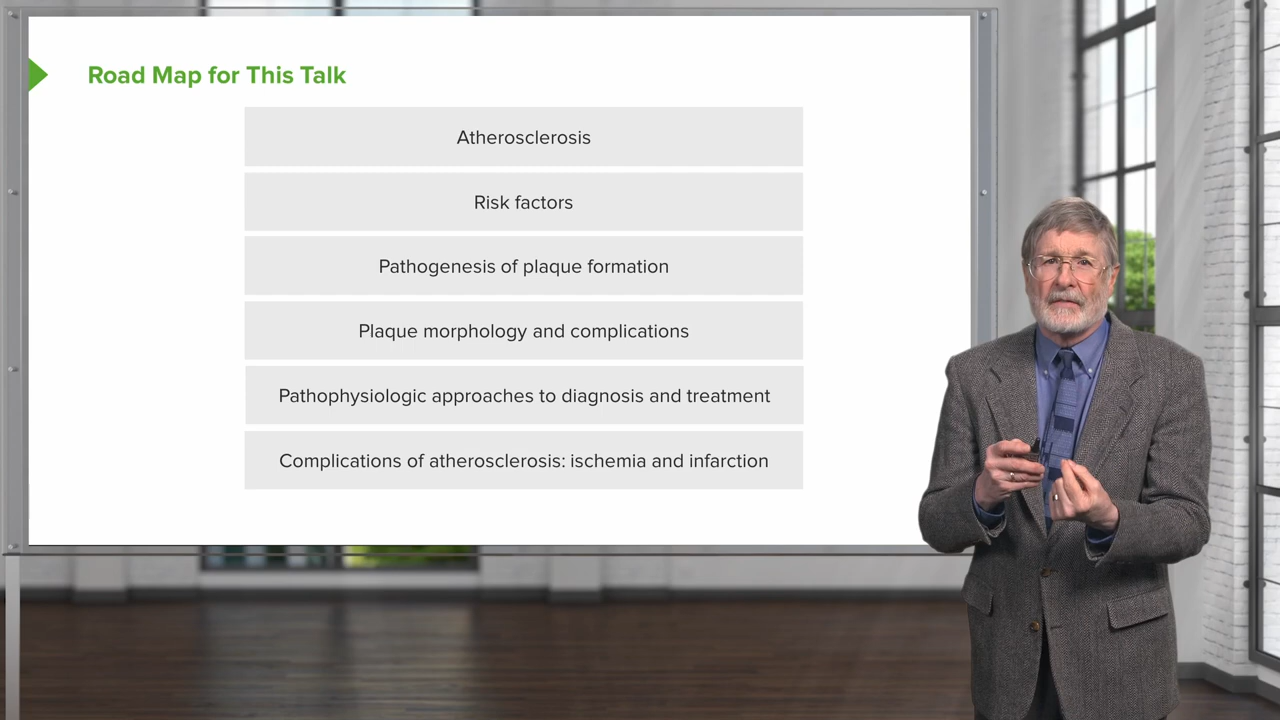 Road Map for This Talk
Atherosclerosis
Risk factors
Pathogenesis of plaque formation
Plaque morphology and complications
Pathophysiologic approaches to diagnosis and treatment
Complications of atherosclerosis: ischemia and infarction